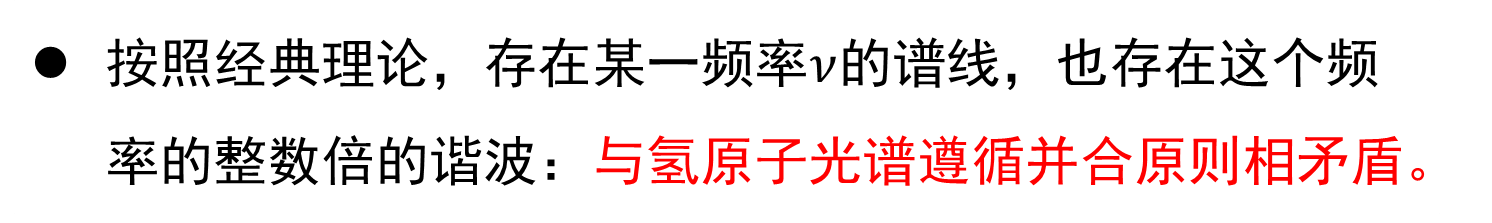 ● 按照经典理论，存在某一频率ν的谱线，也存在这个频
率的整数倍的谐波：与氢原子光谱遵循并合原则相矛盾。